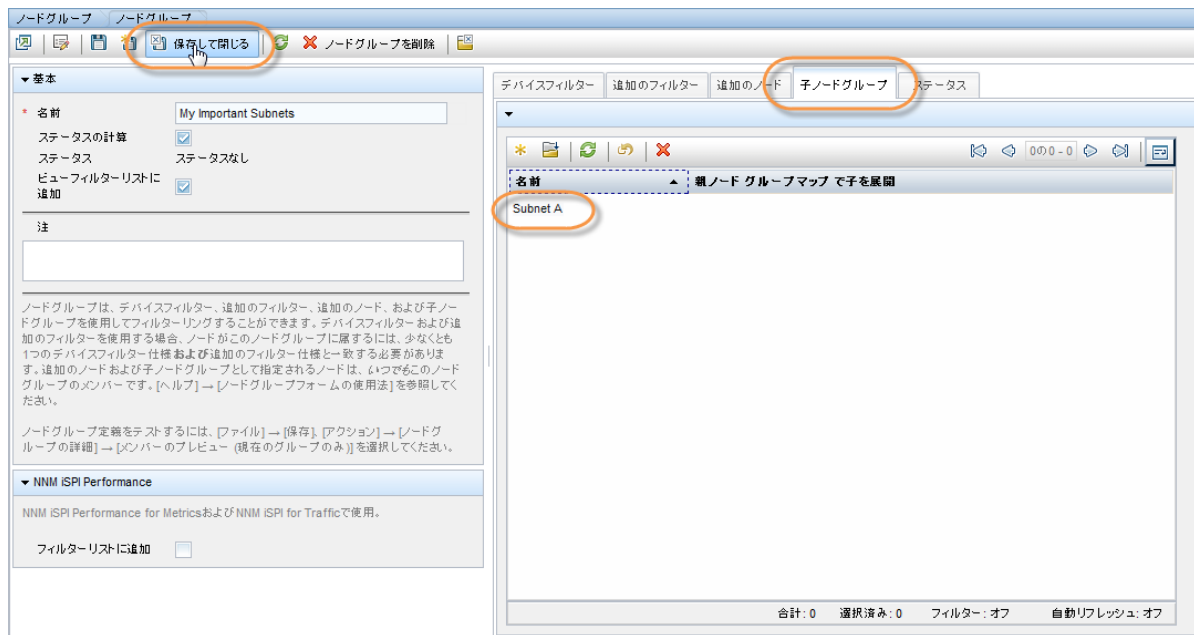 ノードグループ ノードグループ
保存して閉じる ノードグループを削除
基本
* 名前 My Important Subnets
ステータスの計算
ステータス ステータスなし
ビューフィルターリストに
追加
注
ノードグループは、デバイスフィルター、追加のフィルター、追加のノード、および子ノー
ドグループを使用してフィルターリングすることができます。デバイスフィルターおよび追
加のフィルターを使用する場合、ノードがこのノードグループに属するには、少なくとも
1つのデバイスフィルター仕様および追加のフィルター仕様と一致する必要がありま
す。追加のノードおよび子ノードグループとして指定されるノードは、いつでもこのノード
グループのメンバーです。[ヘルプ]→[ノードグループフォームの使用法]を参照してく
ださい。
ノードグループ定義をテストするには、[ファイル]→[保存]、[アクション]→[ノードグ
ループの詳細]→[メンバーのプレビュー (現在のグループのみ)]を選択してください。
NNM iSPI Performance
NNM iSPI Performance for MetricsおよびNNM iSPI for Trafficで使用。
フィルターリストに追加
デバイスフィルター 追加のフィルター 追加のノード 子ノードグループ ステータス
0の0-0
名前 親ノード グループマップ で子を展開
Subnet A
合計: 0 選択済み: 0 フィルター: オフ 自動リフレッシュ: オフ